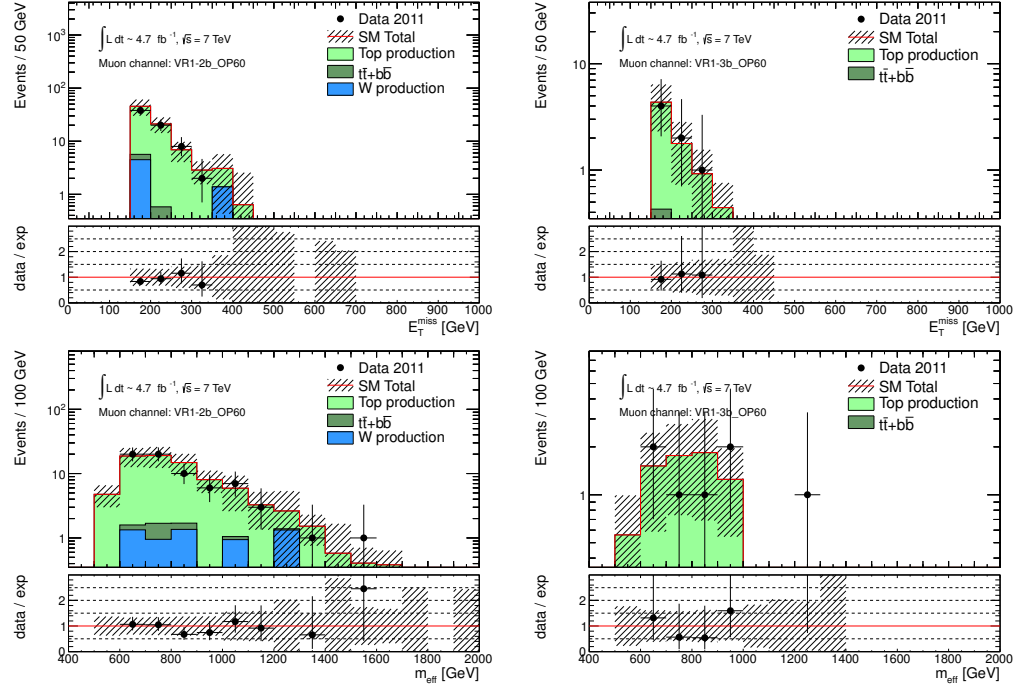 Events / 50 GeV
10³
10²
10
1
∫ L dt ~ 4.7 fb⁻¹, √s = 7 TeV
Muon channel: VR1-2b_OP60
Data 2011
SM Total
Top production
tt̄+bb̄
W production
data / exp
2
1
0
0 100 200 300 400 500 600 700 800 900 1000
E_T^miss [GeV]
Events / 50 GeV
10
1
∫ L dt ~ 4.7 fb⁻¹, √s = 7 TeV
Muon channel: VR1-3b_OP60
Data 2011
SM Total
Top production
tt̄+bb̄
data / exp
2
1
0
0 100 200 300 400 500 600 700 800 900 1000
E_T^miss [GeV]
Events / 100 GeV
10²
10
1
∫ L dt ~ 4.7 fb⁻¹, √s = 7 TeV
Muon channel: VR1-2b_OP60
Data 2011
SM Total
Top production
tt̄+bb̄
W production
data / exp
2
1
0
400 600 800 1000 1200 1400 1600 1800 2000
m_eff [GeV]
Events / 100 GeV
1
∫ L dt ~ 4.7 fb⁻¹, √s = 7 TeV
Muon channel: VR1-3b_OP60
Data 2011
SM Total
Top production
tt̄+bb̄
data / exp
2
1
0
400 600 800 1000 1200 1400 1600 1800 2000
m_eff [GeV]